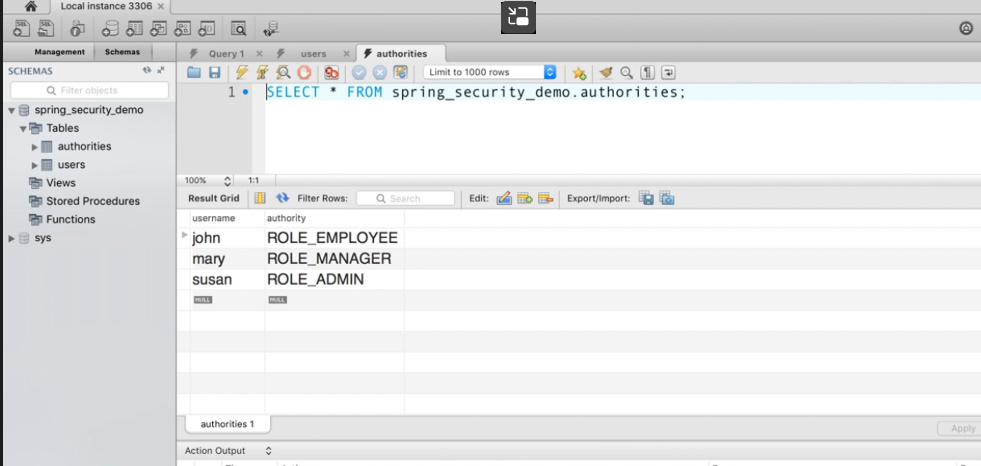 Local instance 3306
Management Schemas
Query 1 users authorities
SCHEMAS
Filter objects
Limit to 1000 rows
spring_security_demo
Tables
authorities
users
Views
Stored Procedures
Functions
sys
1 SELECT * FROM spring_security_demo.authorities;
100% 1:1
Result Grid Filter Rows: Search Edit: Export/Import:
username authority
john ROLE_EMPLOYEE
mary ROLE_MANAGER
susan ROLE_ADMIN
NULL NULL
authorities 1
Apply
Action Output